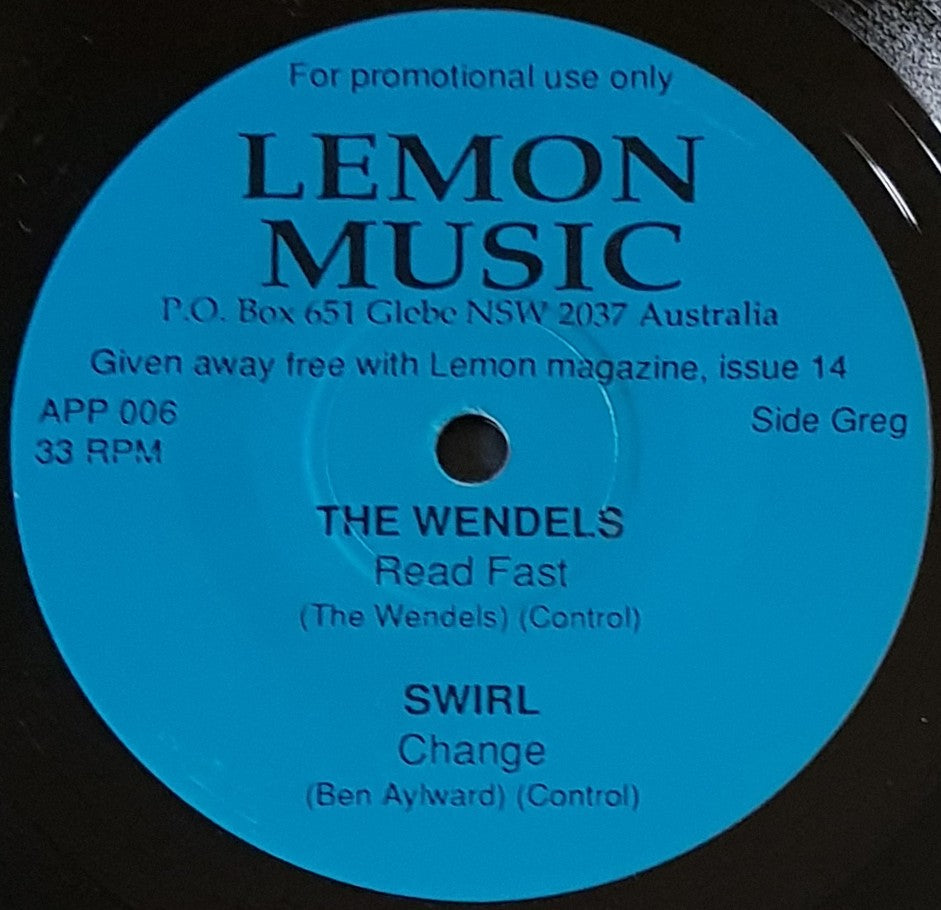 For promotional use only
LEMON
MUSIC
P.O. Box 651 Glebe NSW 2037 Australia
Given away free with Lemon magazine, issue 14
APP 006
Side Greg
33 RPM
THE WENDELS
Read Fast
(The Wendels) (Control)
SWIRL
Change
(Ben Aylward) (Control)